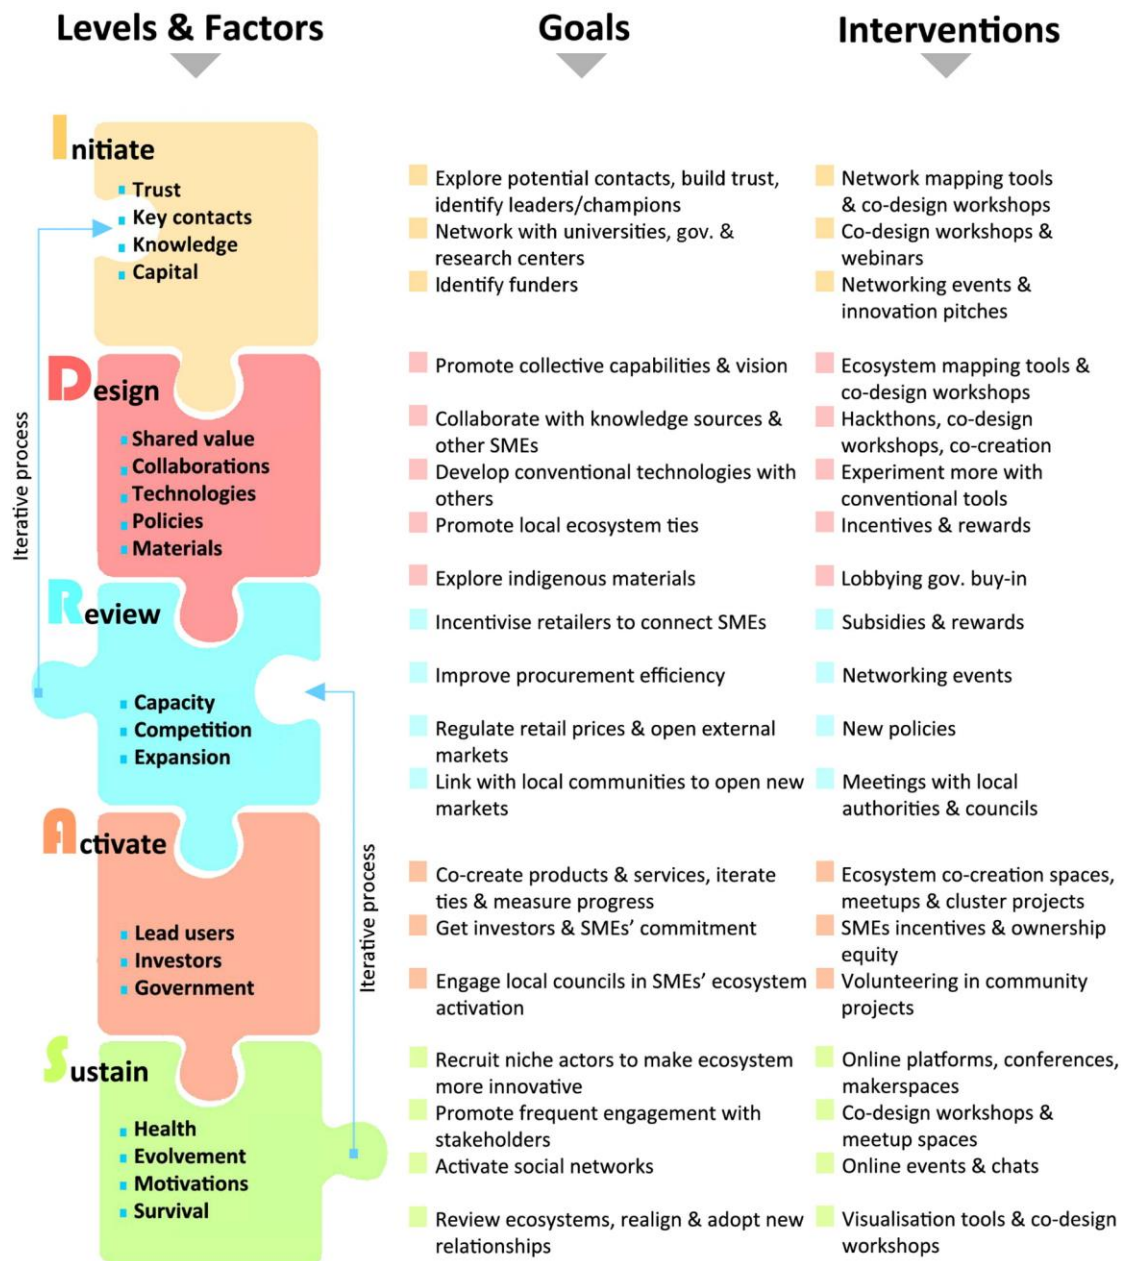 Levels & Factors
Goals
Interventions
Initiate
Trust
Key contacts
Knowledge
Capital
Explore potential contacts, build trust,
identify leaders/champions
Network with universities, gov. &
research centers
Identify funders
Network mapping tools
& co-design workshops
Co-design workshops &
webinars
Networking events &
innovation pitches
Iterative process
Design
Shared value
Collaborations
Technologies
Policies
Materials
Promote collective capabilities & vision
Collaborate with knowledge sources &
other SMEs
Develop conventional technologies with
others
Promote local ecosystem ties
Explore indigenous materials
Ecosystem mapping tools &
co-design workshops
Hackthons, co-design
workshops, co-creation
Experiment more with
conventional tools
Incentives & rewards
Lobbying gov. buy-in
Review
Capacity
Competition
Expansion
Incentivise retailers to connect SMEs
Improve procurement efficiency
Regulate retail prices & open external
markets
Link with local communities to open new
markets
Subsidies & rewards
Networking events
New policies
Meetings with local
authorities & councils
Activate
Lead users
Investors
Government
Iterative process
Co-create products & services, iterate
ties & measure progress
Get investors & SMEs’ commitment
Engage local councils in SMEs’ ecosystem
activation
Ecosystem co-creation spaces,
meetups & cluster projects
SMEs incentives & ownership
equity
Volunteering in community
projects
Sustain
Health
Evolvement
Motivations
Survival
Recruit niche actors to make ecosystem
more innovative
Promote frequent engagement with
stakeholders
Activate social networks
Review ecosystems, realign & adopt new
relationships
Online platforms, conferences,
makerspaces
Co-design workshops &
meetup spaces
Online events & chats
Visualisation tools & co-design
workshops